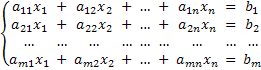 a₁₁x₁ + a₁₂x₂ + ... + a₁ₙxₙ = b₁
a₂₁x₁ + a₂₂x₂ + ... + a₂ₙxₙ = b₂
... ... ... ... ... ... ...
aₘ₁x₁ + aₘ₂x₂ + ... + aₘₙxₙ = bₘ